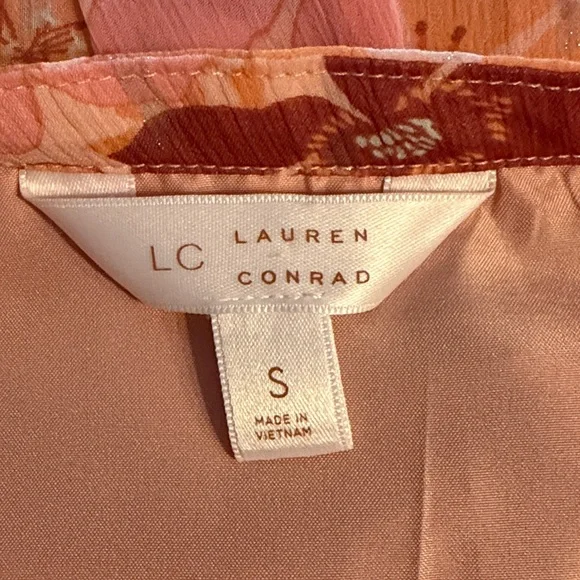 LC LAUREN
CONRAD
S
MADE IN
VIETNAM